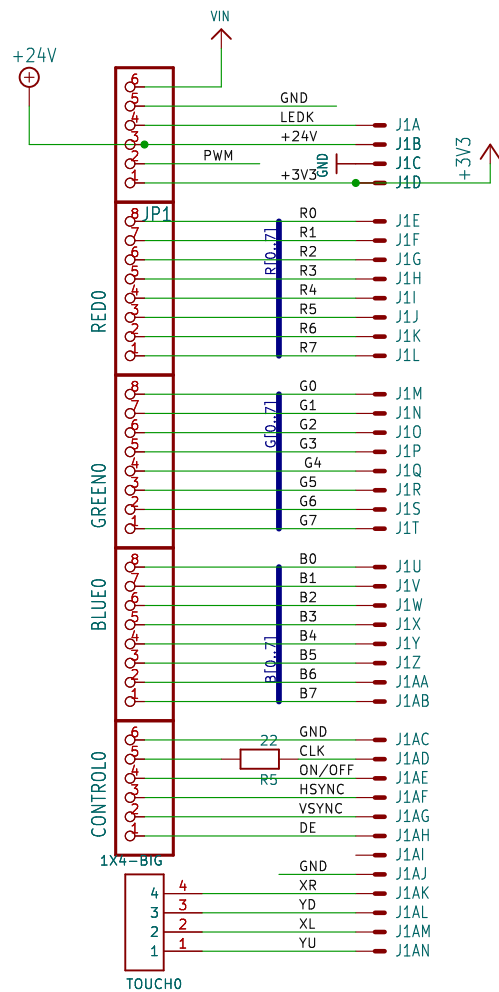 VIN
+24V
6
5 GND
4 LEDK J1A
3 +24V J1B
2 PWM GND J1C
1 +3V3 J1D
+3V3
JP1
8 R0 J1E
7 R1 J1F
6 R2 J1G
5 R3 J1H
4 R4 J1I
3 R5 J1J
2 R6 J1K
1 R7 J1L
R[0..7]
RED0
8 G0 J1M
7 G1 J1N
6 G2 J1O
5 G3 J1P
4 G4 J1Q
3 G5 J1R
2 G6 J1S
1 G7 J1T
G[0..7]
GREEN0
8 B0 J1U
7 B1 J1V
6 B2 J1W
5 B3 J1X
4 B4 J1Y
3 B5 J1Z
2 B6 J1AA
1 B7 J1AB
B[0..7]
BLUE0
6 GND J1AC
5 22 CLK J1AD
R5
4 ON/OFF J1AE
3 HSYNC J1AF
2 VSYNC J1AG
1 DE J1AH
CONTROL0
J1AI
1X4-BIG
GND J1AJ
4 4 XR J1AK
3 3 YD J1AL
2 2 XL J1AM
1 1 YU J1AN
TOUCH0